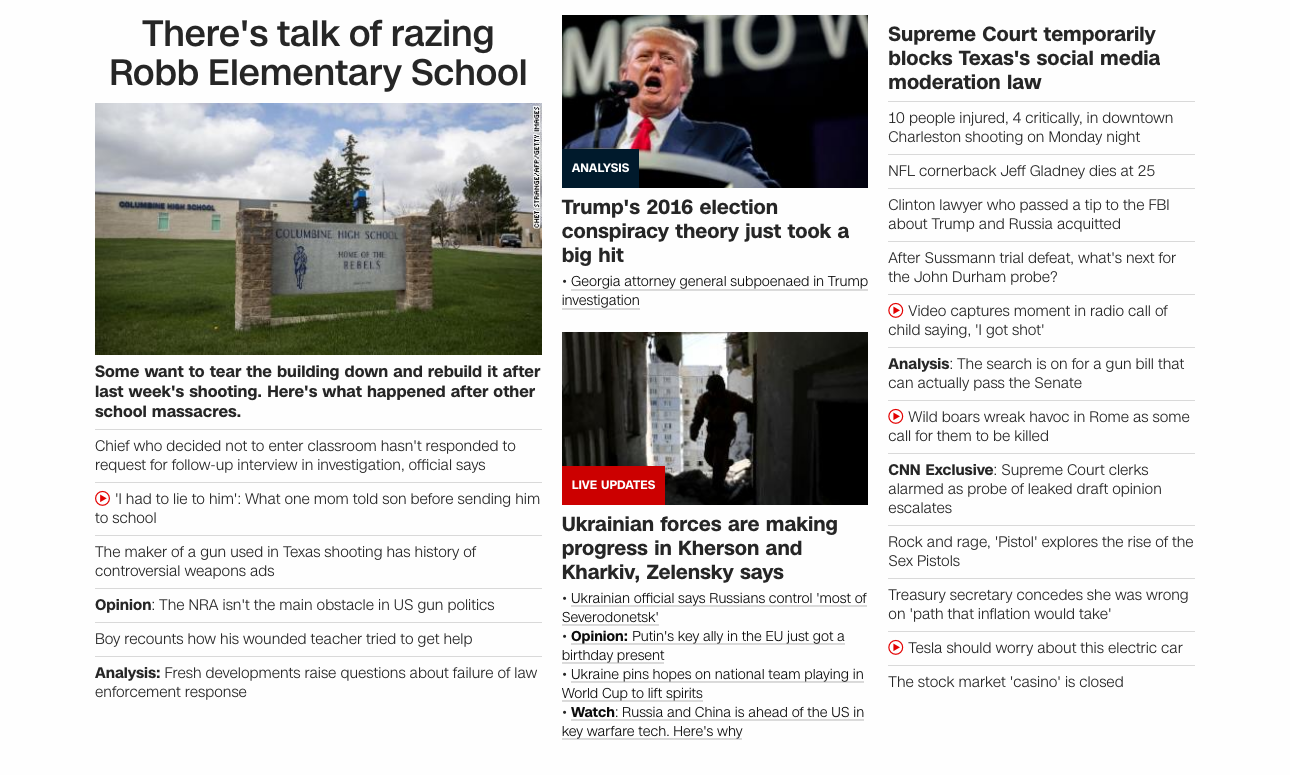 There's talk of razing
Robb Elementary School
CHET STRANGE/AFP/GETTY IMAGES
COLUMBINE HIGH SCHOOL
COLUMBINE HIGH SCHOOL
HOME OF THE
REBELS
Some want to tear the building down and rebuild it after
last week's shooting. Here's what happened after other
school massacres.
Chief who decided not to enter classroom hasn't responded to
request for follow-up interview in investigation, official says
'I had to lie to him': What one mom told son before sending him
to school
The maker of a gun used in Texas shooting has history of
controversial weapons ads
Opinion: The NRA isn't the main obstacle in US gun politics
Boy recounts how his wounded teacher tried to get help
Analysis: Fresh developments raise questions about failure of law
enforcement response
ME TO W
ANALYSIS
Trump's 2016 election
conspiracy theory just took a
big hit
• Georgia attorney general subpoenaed in Trump
investigation
LIVE UPDATES
Ukrainian forces are making
progress in Kherson and
Kharkiv, Zelensky says
• Ukrainian official says Russians control 'most of
Severodonetsk'
• Opinion: Putin's key ally in the EU just got a
birthday present
• Ukraine pins hopes on national team playing in
World Cup to lift spirits
• Watch: Russia and China is ahead of the US in
key warfare tech. Here's why
Supreme Court temporarily
blocks Texas's social media
moderation law
10 people injured, 4 critically, in downtown
Charleston shooting on Monday night
NFL cornerback Jeff Gladney dies at 25
Clinton lawyer who passed a tip to the FBI
about Trump and Russia acquitted
After Sussmann trial defeat, what's next for
the John Durham probe?
Video captures moment in radio call of
child saying, 'I got shot'
Analysis: The search is on for a gun bill that
can actually pass the Senate
Wild boars wreak havoc in Rome as some
call for them to be killed
CNN Exclusive: Supreme Court clerks
alarmed as probe of leaked draft opinion
escalates
Rock and rage, 'Pistol' explores the rise of the
Sex Pistols
Treasury secretary concedes she was wrong
on 'path that inflation would take'
Tesla should worry about this electric car
The stock market 'casino' is closed